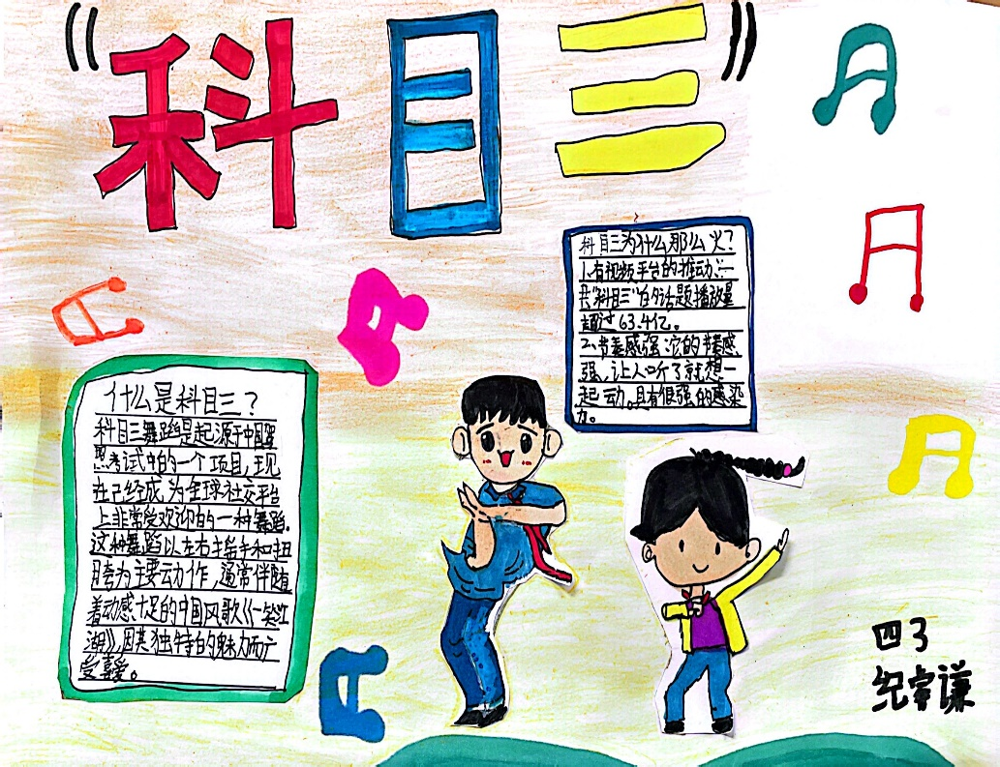 “科目三”
科目三为什么那么火？
1、有视频平台的推动：一
共“科目三”的话题播放量
超过63.4亿。
2、节奏感强：它的节奏感
强，让人听了就想一
起动。具有很强的感染
力。
什么是科目三？
科目三舞蹈是起源于中国驾
照考试中的一个项目，现
在已经成为全球社交平台
上非常受欢迎的一种舞蹈。
这种舞蹈以左右摇手和扭
月夸为主要云力作，通常伴随
着动感十足的中国风歌《一笑江
湖》，因其独特的魅力而广
受喜爱。
四3
纪睿谦